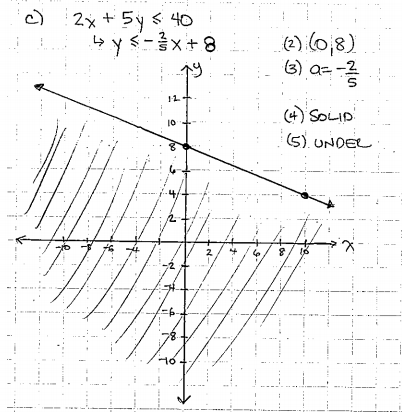 c) 2x + 5y ≤ 40
↳ y ≤ -2/5x + 8
(2) (0,8)
(3) a = -2/5
(4) SOLID
(5) UNDER
y
12
10
8
6
4
2
-10 -8 -6 -4 2 4 6 8 10 x
-2
-4
-6
-8
-10